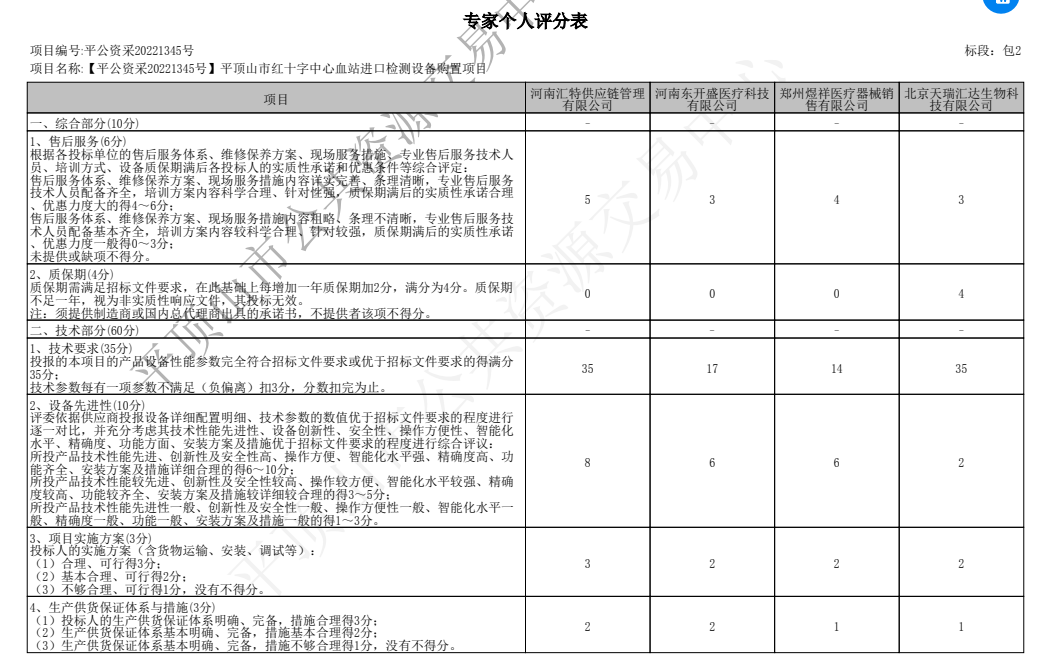 专家个人评分表
项目编号:平公资采20221345号
标段: 包2
项目名称:【平公资采20221345号】平顶山市红十字中心血站进口检测设备购置项目
项目
河南汇特供应链管理
有限公司
河南东开盛医疗科技
有限公司
郑州煜祥医疗器械销
售有限公司
北京天瑞汇达生物科
技有限公司
一、综合部分(10分)
-
-
-
-
1、售后服务(6分)
根据各投标单位的售后服务体系、维修保养方案、现场服务措施、专业售后服务技术人
员、培训方式、设备质保期满后各投标人的实质性承诺和优惠条件等综合评定:
售后服务体系、维修保养方案、现场服务措施内容详实完善、条理清晰，专业售后服务
技术人员配备齐全，培训方案内容科学合理、针对性强，质保期满后的实质性承诺合理
、优惠力度大的得4～6分;
售后服务体系、维修保养方案、现场服务措施内容粗略、条理不清晰，专业售后服务技
术人员配备基本齐全，培训方案内容较科学合理、针对较强，质保期满后的实质性承诺
、优惠力度一般得0～3分;
未提供或缺项不得分。
5
3
4
3
2、质保期(4分)
质保期需满足招标文件要求，在此基础上每增加一年质保期加2分，满分为4分。质保期
不足一年，视为非实质性响应文件，其投标无效。
注: 须提供制造商或国内总代理商出具的承诺书，不提供者该项不得分。
0
0
0
4
二、技术部分(60分)
-
-
-
-
1、技术要求(35分)
投报的本项目的产品设备性能参数完全符合招标文件要求或优于招标文件要求的得满分
35分;
技术参数每有一项参数不满足（负偏离）扣3分，分数扣完为止。
35
17
14
35
2、设备先进性(10分)
评委依据供应商投报设备详细配置明细、技术参数的数值优于招标文件要求的程度进行
逐一对比，并充分考虑其技术性能先进性、设备创新性、安全性、操作方便性、智能化
水平、精确度、功能方面、安装方案及措施优于招标文件要求的程度进行综合评议:
所投产品技术性能先进、创新性及安全性高、操作方便、智能化水平强、精确度高、功
能齐全、安装方案及措施详细合理的得6～10分;
所投产品技术性能较先进、创新性及安全性较高、操作较方便、智能化水平较强、精确
度较高、功能较齐全、安装方案及措施较详细较合理的得3～5分;
所投产品技术性能先进性一般、创新性及安全性一般、操作方便性一般、智能化水平一
般、精确度一般、功能一般、安装方案及措施一般的得1～3分。
8
6
6
2
3、项目实施方案(3分)
投标人的实施方案（含货物运输、安装、调试等）:
（1）合理、可行得3分;
（2）基本合理、可行得2分;
（3）不够合理、可行得1分，没有不得分。
3
2
2
2
4、生产供货保证体系与措施(3分)
（1）投标人的生产供货保证体系明确、完备，措施合理得3分;
（2）生产供货保证体系基本明确、完备，措施基本合理得2分;
（3）生产供货保证体系基本明确、完备，措施不够合理得1分，没有不得分。
2
2
1
1
平顶山市公共资源交易中
平顶山市公共资源交易中心